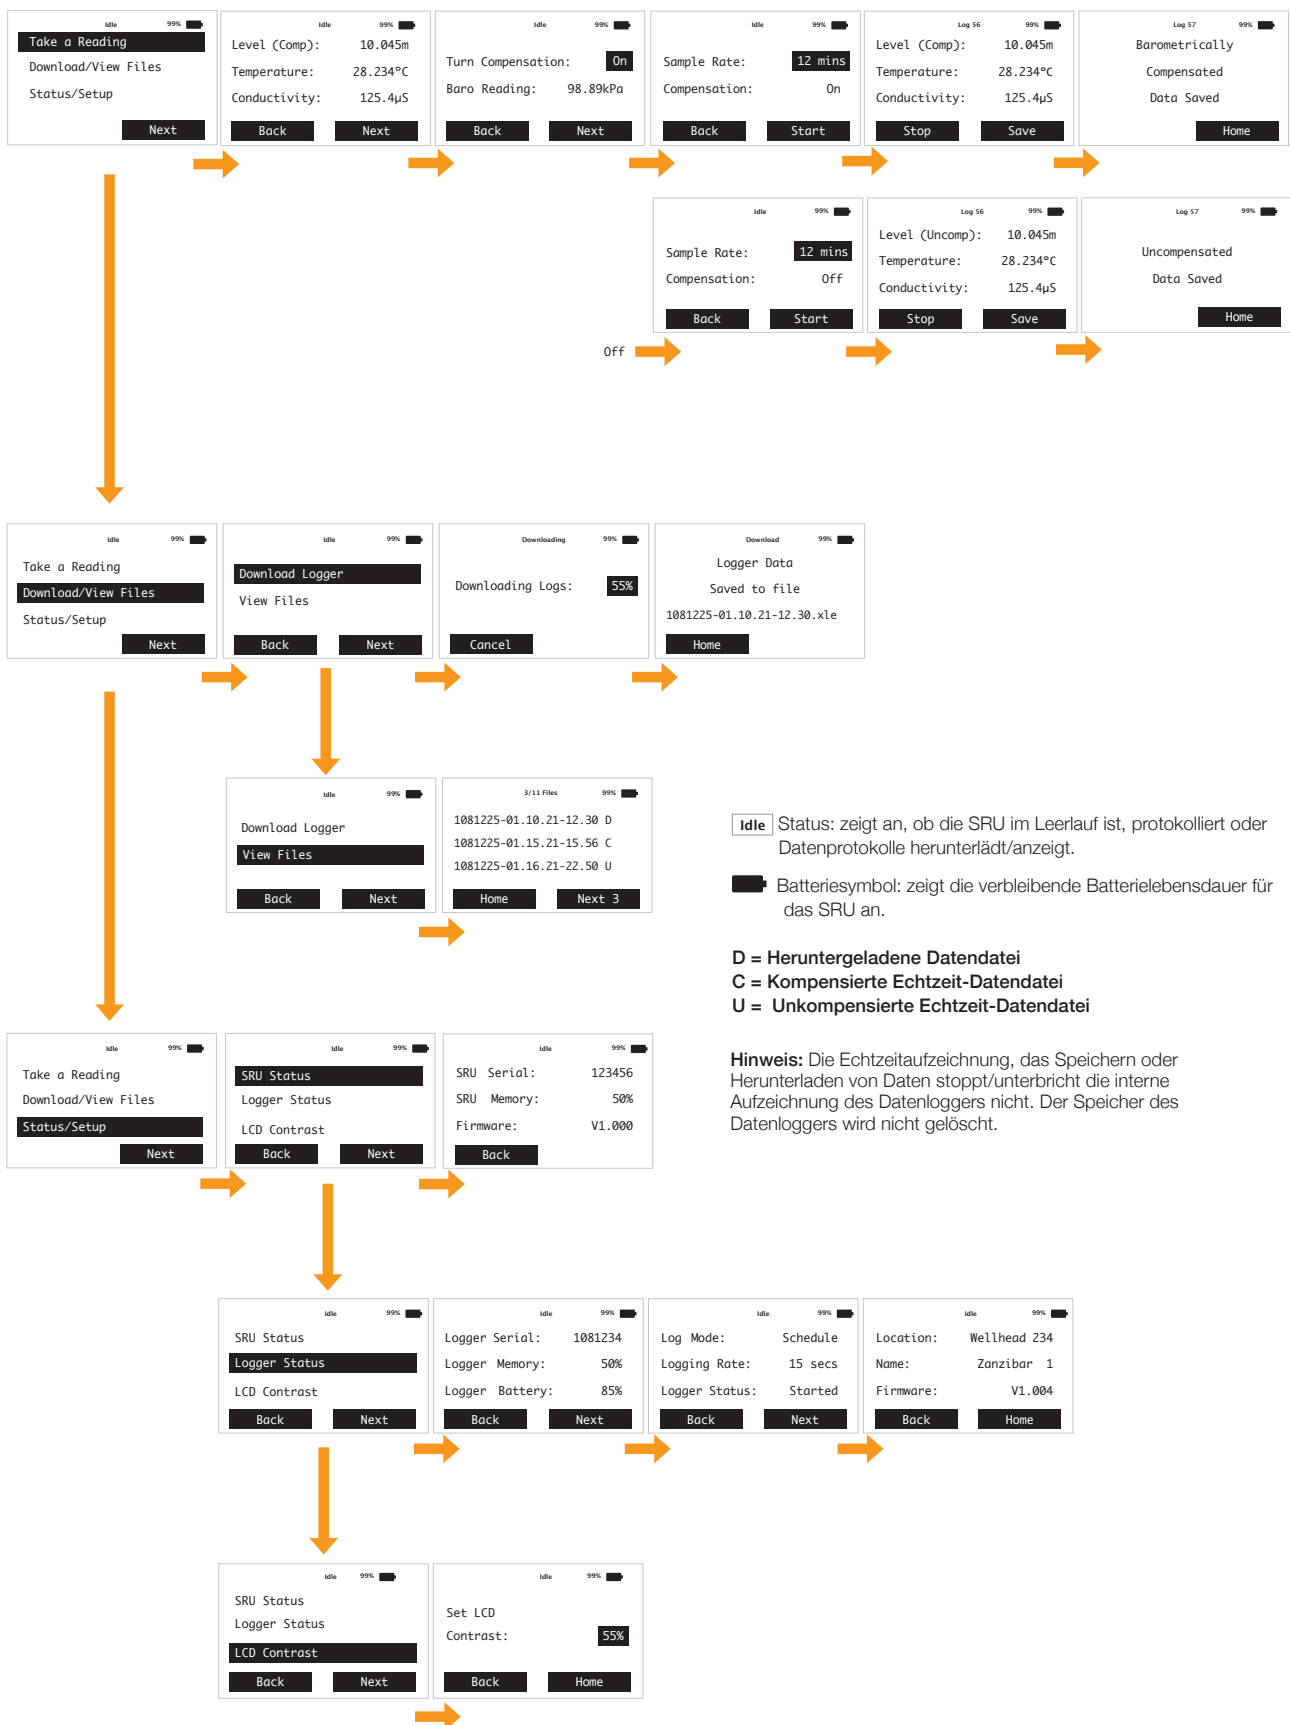 Idle 99%
Take a Reading
Download/View Files
Status/Setup
Next
Idle 99%
Level (Comp): 10.045m
Temperature: 28.234°C
Conductivity: 125.4µS
Back Next
Idle 99%
Turn Compensation: On
Baro Reading: 98.89kPa
Back Next
Idle 99%
Sample Rate: 12 mins
Compensation: On
Back Start
Log 56 99%
Level (Comp): 10.045m
Temperature: 28.234°C
Conductivity: 125.4µS
Stop Save
Log 57 99%
Barometrically
Compensated
Data Saved
Home
Idle 99%
Sample Rate: 12 mins
Compensation: Off
Back Start
Log 56 99%
Level (Uncomp): 10.045m
Temperature: 28.234°C
Conductivity: 125.4µS
Stop Save
Log 57 99%
Uncompensated
Data Saved
Home
Off
Idle 99%
Take a Reading
Download/View Files
Status/Setup
Next
Idle 99%
Download Logger
View Files
Back Next
Downloading 99%
Downloading Logs: 55%
Cancel
Download 99%
Logger Data
Saved to file
1081225-01.10.21-12.30.xle
Home
Idle 99%
Download Logger
View Files
Back Next
3/11 Files 99%
1081225-01.10.21-12.30 D
1081225-01.15.21-15.56 C
1081225-01.16.21-22.50 U
Home Next 3
Idle Status: zeigt an, ob die SRU im Leerlauf ist, protokolliert oder
Datenprotokolle herunterlädt/anzeigt.
Batteriesymbol: zeigt die verbleibende Batterielebensdauer für
das SRU an.
D = Heruntergeladene Datendatei
C = Kompensierte Echtzeit-Datendatei
U = Unkompensierte Echtzeit-Datendatei
Hinweis: Die Echtzeitaufzeichnung, das Speichern oder
Herunterladen von Daten stoppt/unterbricht die interne
Aufzeichnung des Datenloggers nicht. Der Speicher des
Datenloggers wird nicht gelöscht.
Idle 99%
Take a Reading
Download/View Files
Status/Setup
Next
Idle 99%
SRU Status
Logger Status
LCD Contrast
Back Next
Idle 99%
SRU Serial: 123456
SRU Memory: 50%
Firmware: V1.000
Back
Idle 99%
SRU Status
Logger Status
LCD Contrast
Back Next
Idle 99%
Logger Serial: 1081234
Logger Memory: 50%
Logger Battery: 85%
Back Next
Idle 99%
Log Mode: Schedule
Logging Rate: 15 secs
Logger Status: Started
Back Next
Idle 99%
Location: Wellhead 234
Name: Zanzibar 1
Firmware: V1.004
Back Home
Idle 99%
SRU Status
Logger Status
LCD Contrast
Back Next
Idle 99%
Set LCD
Contrast: 55%
Back Home